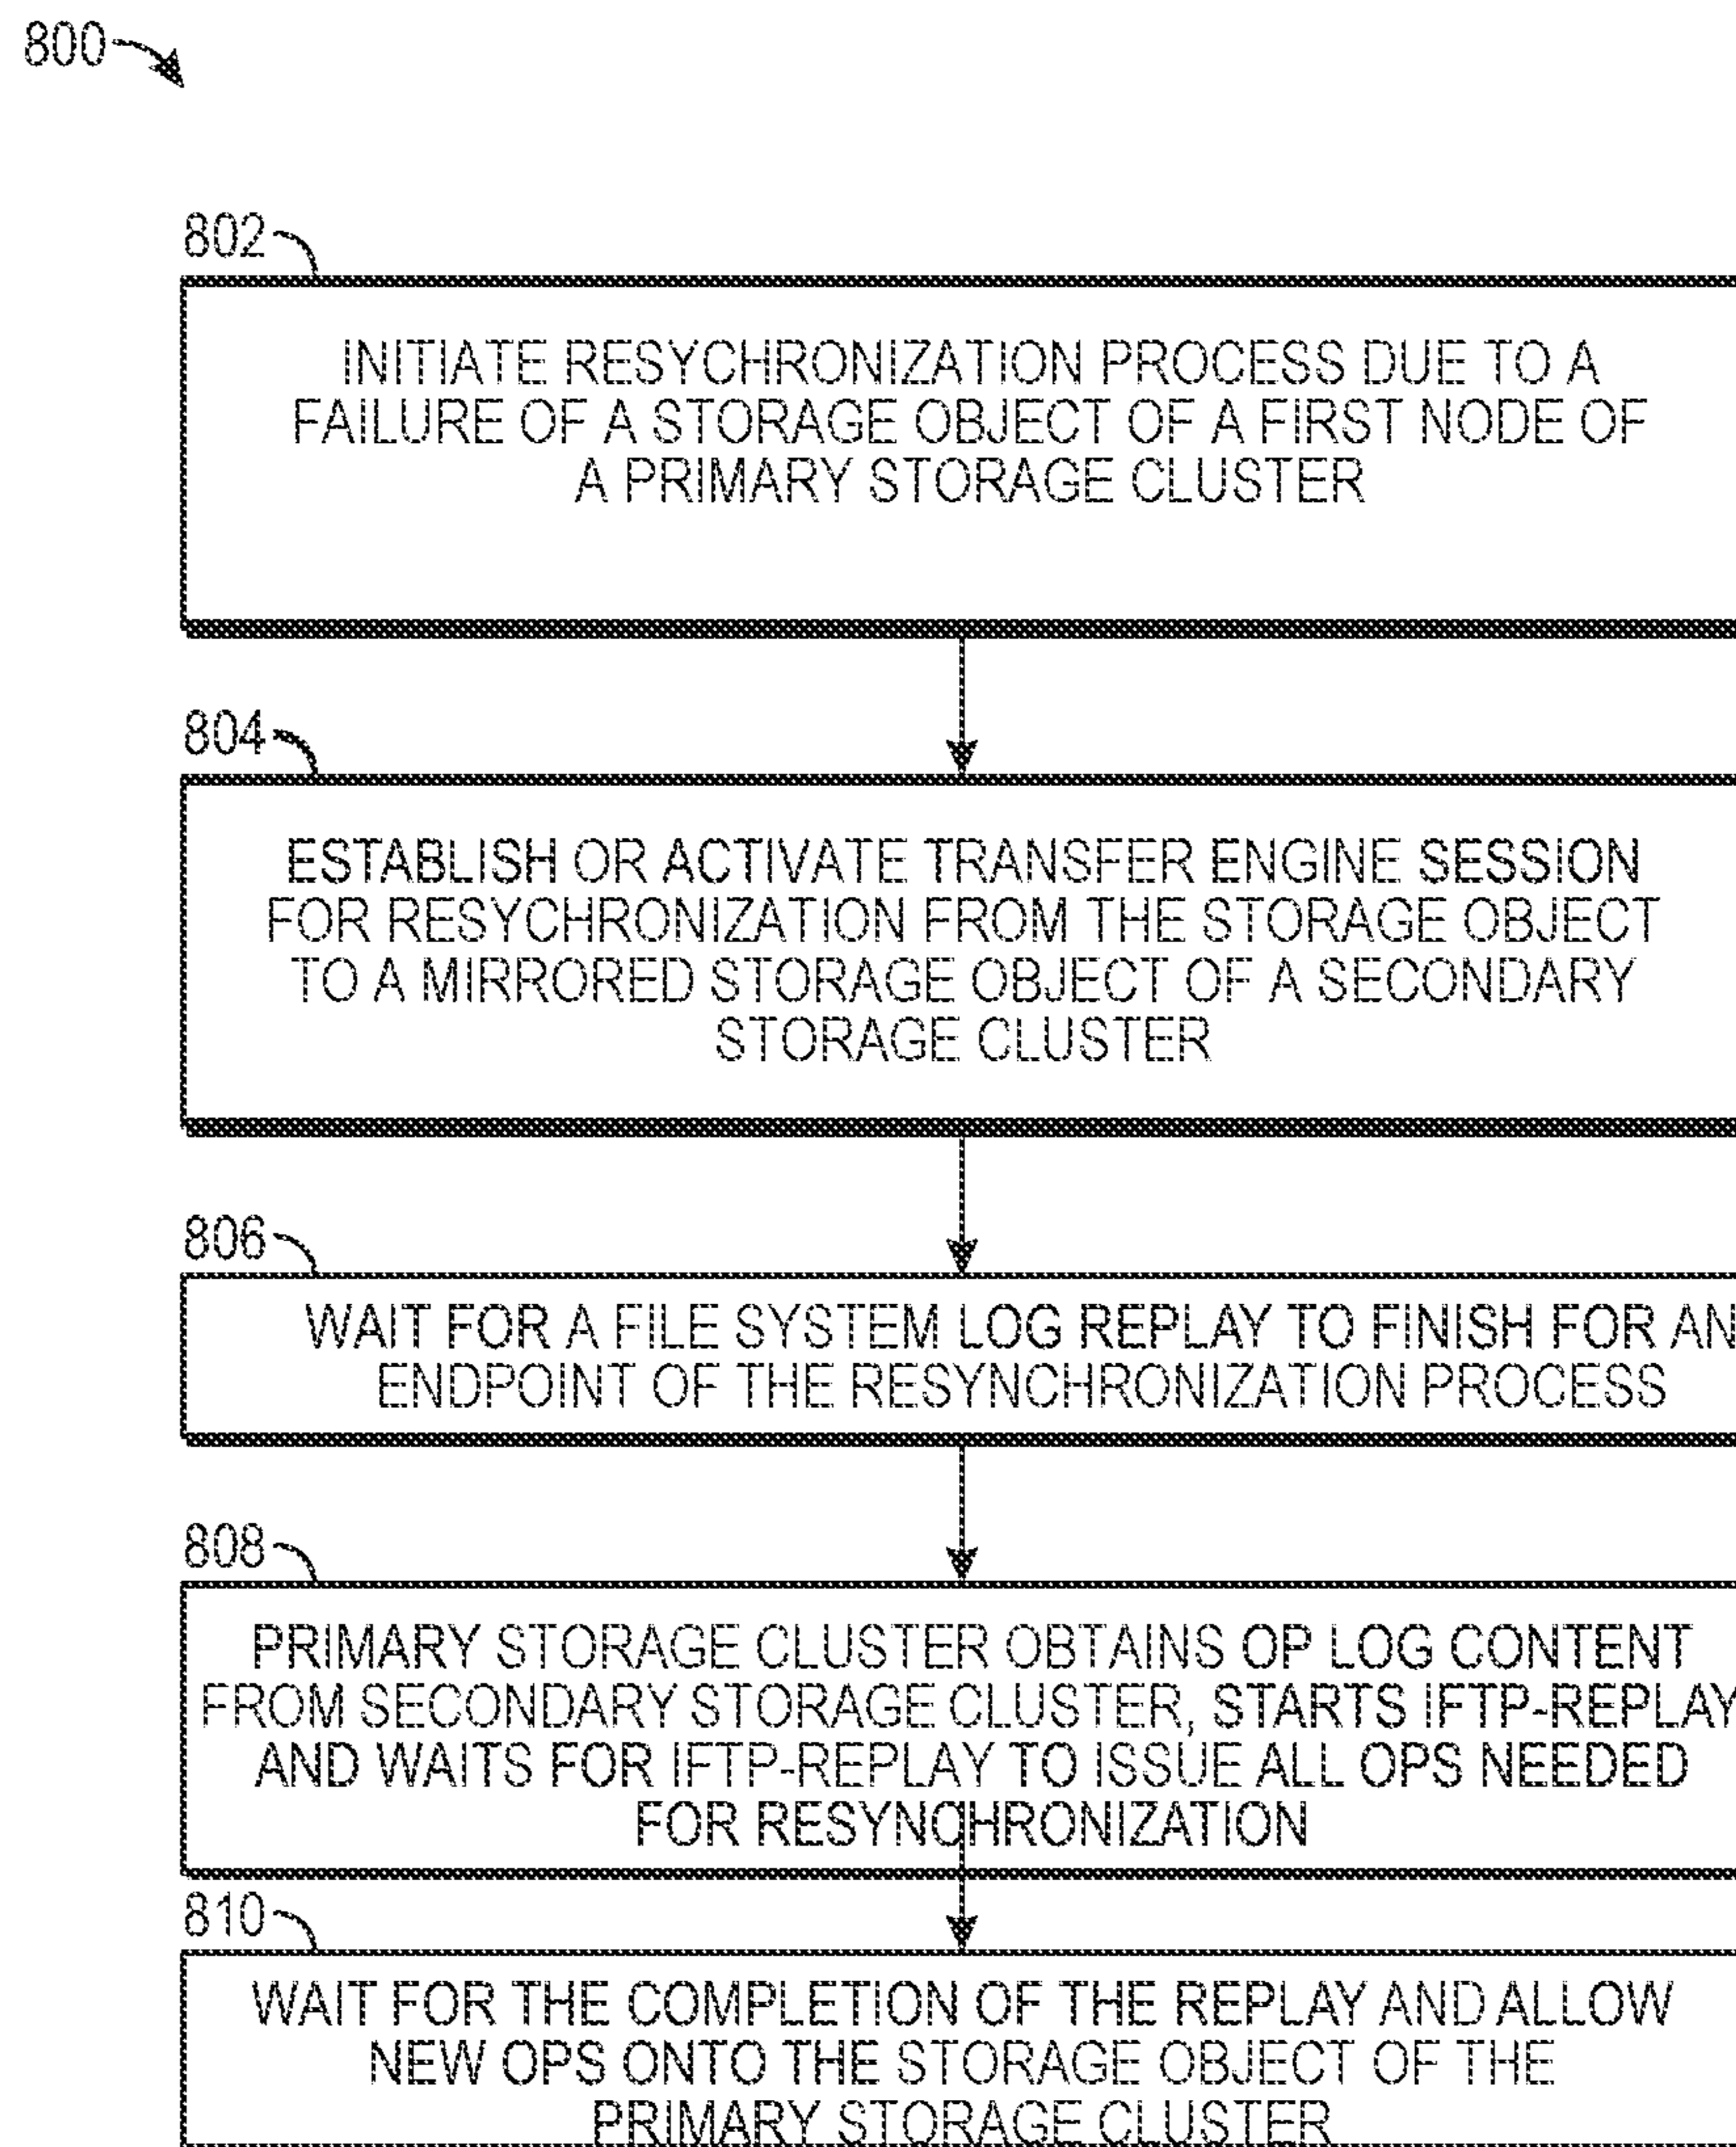 800
802
INITIATE RESYCHRONIZATION PROCESS DUE TO A
FAILURE OF A STORAGE OBJECT OF A FIRST NODE OF
A PRIMARY STORAGE CLUSTER
804
ESTABLISH OR ACTIVATE TRANSFER ENGINE SESSION
FOR RESYCHRONIZATION FROM THE STORAGE OBJECT
TO A MIRRORED STORAGE OBJECT OF A SECONDARY
STORAGE CLUSTER
806
WAIT FOR A FILE SYSTEM LOG REPLAY TO FINISH FOR AN
ENDPOINT OF THE RESYNCHRONIZATION PROCESS
808
PRIMARY STORAGE CLUSTER OBTAINS OP LOG CONTENT
FROM SECONDARY STORAGE CLUSTER, STARTS IFTP-REPLAY
AND WAITS FOR IFTP-REPLAY TO ISSUE ALL OPS NEEDED
FOR RESYNCHRONIZATION
810
WAIT FOR THE COMPLETION OF THE REPLAY AND ALLOW
NEW OPS ONTO THE STORAGE OBJECT OF THE
PRIMARY STORAGE CLUSTER